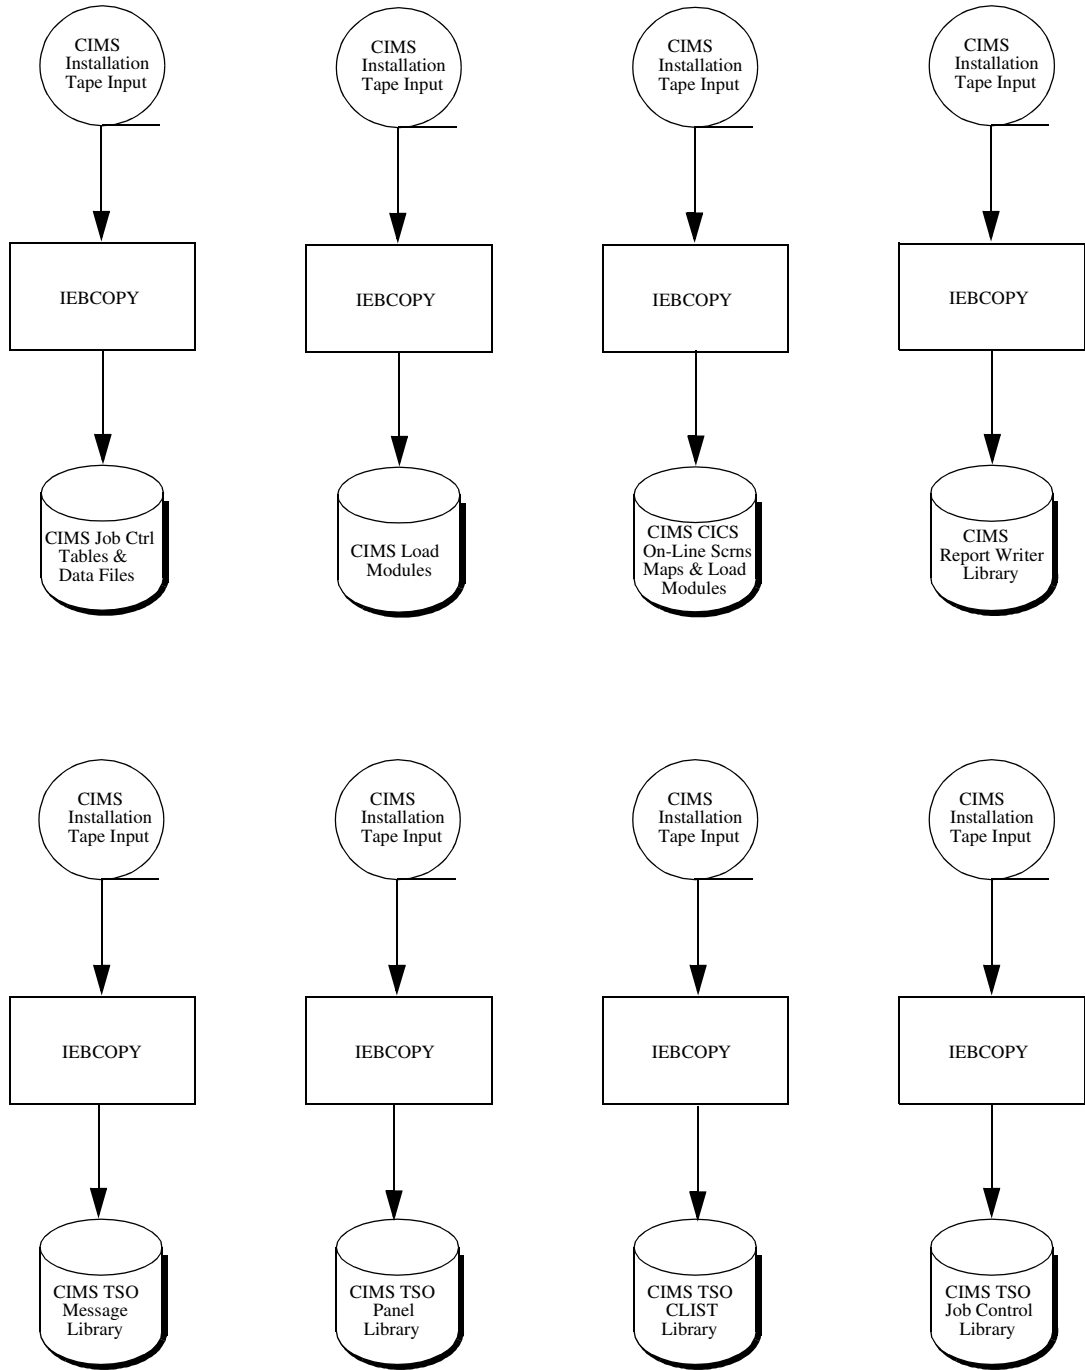 CIMS
Installation
Tape Input
CIMS
Installation
Tape Input
CIMS
Installation
Tape Input
CIMS
Installation
Tape Input
IEBCOPY
IEBCOPY
IEBCOPY
IEBCOPY
CIMS Job Ctrl
Tables &
Data Files
CIMS Load
Modules
CIMS CICS
On-Line Scrns
Maps & Load
Modules
CIMS
Report Writer
Library
CIMS
Installation
Tape Input
CIMS
Installation
Tape Input
CIMS
Installation
Tape Input
CIMS
Installation
Tape Input
IEBCOPY
IEBCOPY
IEBCOPY
IEBCOPY
CIMS TSO
Message
Library
CIMS TSO
Panel
Library
CIMS TSO
CLIST
Library
CIMS TSO
Job Control
Library